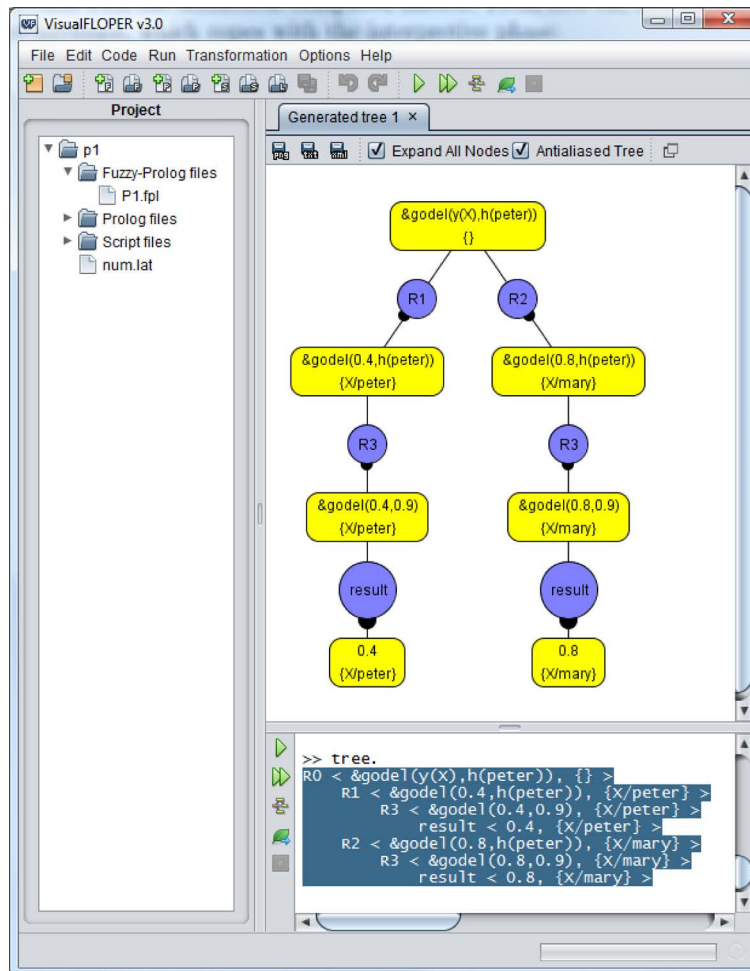 VisualFLOPER v3.0
File Edit Code Run Transformation Options Help
Project
p1
Fuzzy-Prolog files
P1.fpl
Prolog files
Script files
num.lat
Generated tree 1 ×
png txt xml Expand All Nodes Antialiased Tree
&godel(y(X),h(peter))
{}
R1 R2
&godel(0.4,h(peter)) &godel(0.8,h(peter))
{X/peter} {X/mary}
R3 R3
&godel(0.4,0.9) &godel(0.8,0.9)
{X/peter} {X/mary}
result result
0.4 0.8
{X/peter} {X/mary}
>> tree.
R0 < &godel(y(X),h(peter)), {} >
R1 < &godel(0.4,h(peter)), {X/peter} >
R3 < &godel(0.4,0.9), {X/peter} >
result < 0.4, {X/peter} >
R2 < &godel(0.8,h(peter)), {X/mary} >
R3 < &godel(0.8,0.9), {X/mary} >
result < 0.8, {X/mary} >